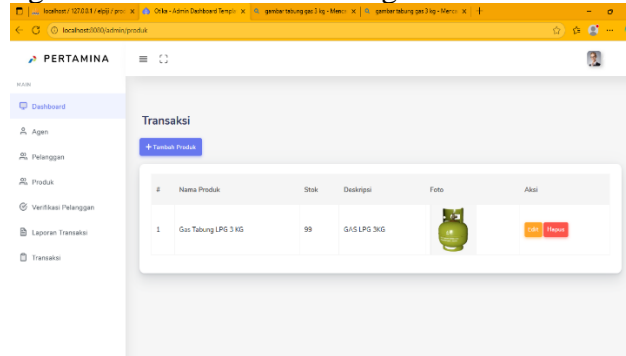 localhost / 127.0.0.1 / elpiji / pro
Otika - Admin Dashboard Templ
gambar tabung gas 3 kg - Menc
gambar tabung gas 3 kg - Menc
localhost:8000/admin/produk
PERTAMINA
MAIN
Dashboard
Agen
Pelanggan
Produk
Verifikasi Pelanggan
Laporan Transaksi
Transaksi
Transaksi
+Tambah Produk
# Nama Produk Stok Deskripsi Foto Aksi
1 Gas Tabung LPG 3 KG 99 GAS LPG 3KG Edit Hapus